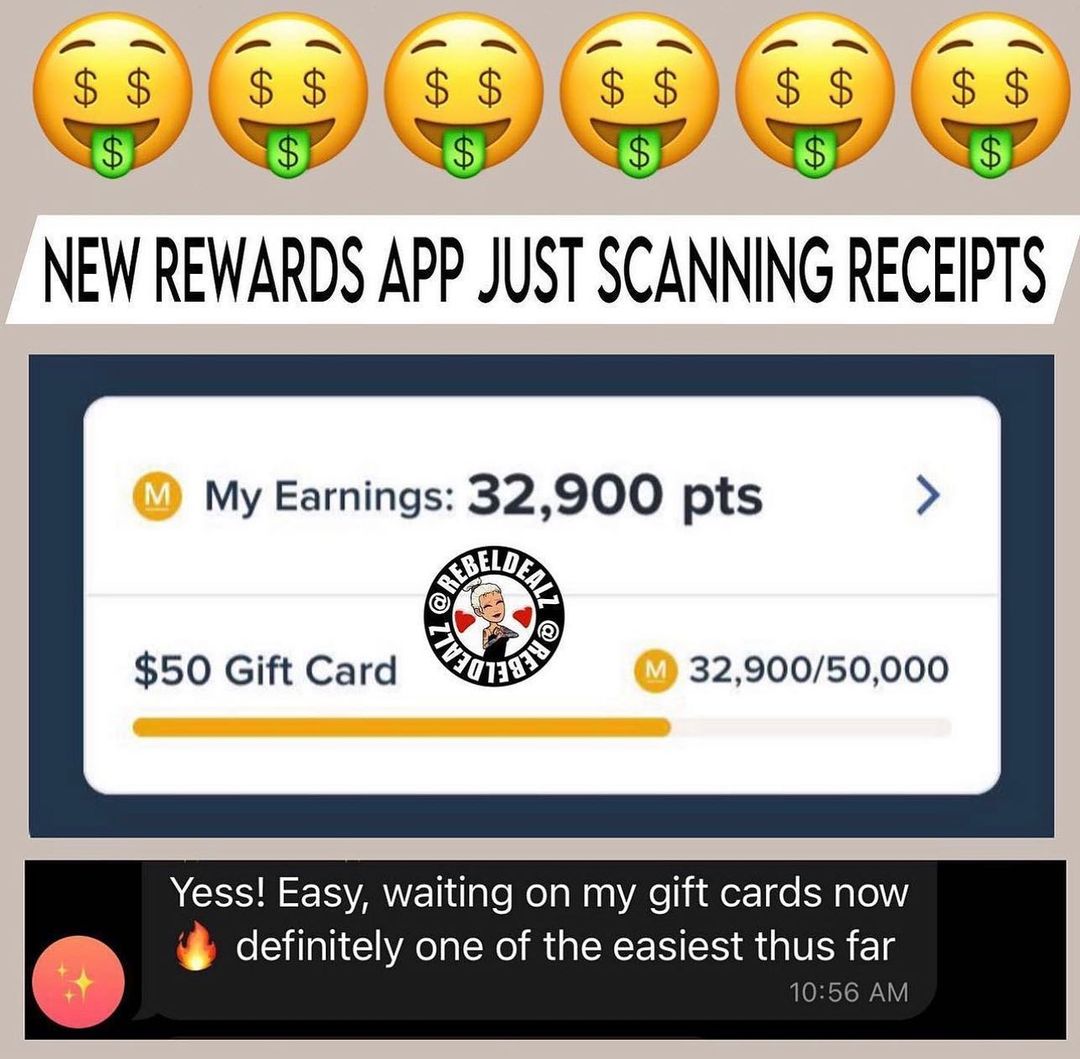 NEW REWARDS APP JUST SCANNING RECEIPTS
M My Earnings: 32,900 pts
@REBELDEALZ @REBELDEALZ
$50 Gift Card M 32,900/50,000
Yess! Easy, waiting on my gift cards now
🔥 definitely one of the easiest thus far
10:56 AM